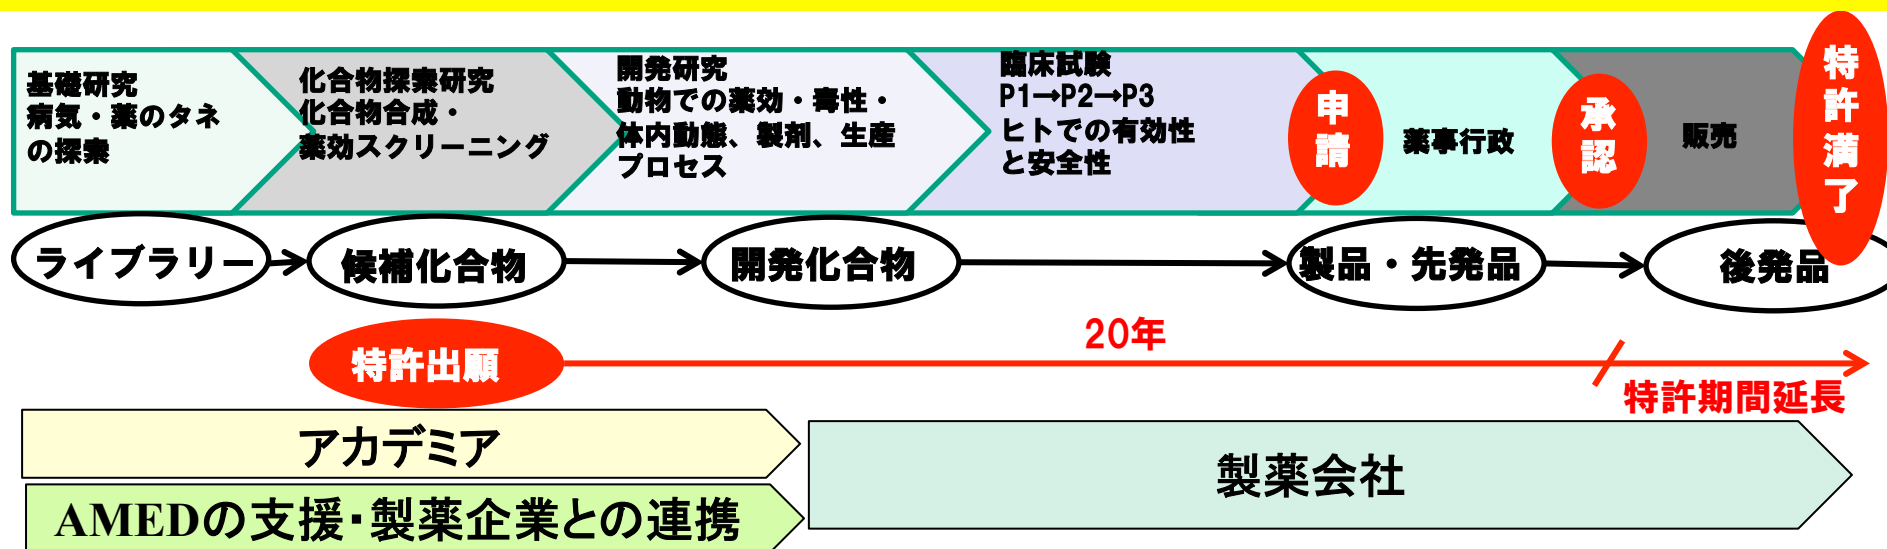 基礎研究
病気・薬のタネ
の探索
化合物探索研究
化合物合成・
薬効スクリーニング
開発研究
動物での薬効・毒性・
体内動態、製剤、生産
プロセス
臨床試験
P1→P2→P3
ヒトでの有効性
と安全性
申請
薬事行政
承認
販売
特許満了
ライブラリー
候補化合物
開発化合物
製品・先発品
後発品
特許出願
20年
特許期間延長
アカデミア
製薬会社
AMEDの支援・製薬企業との連携